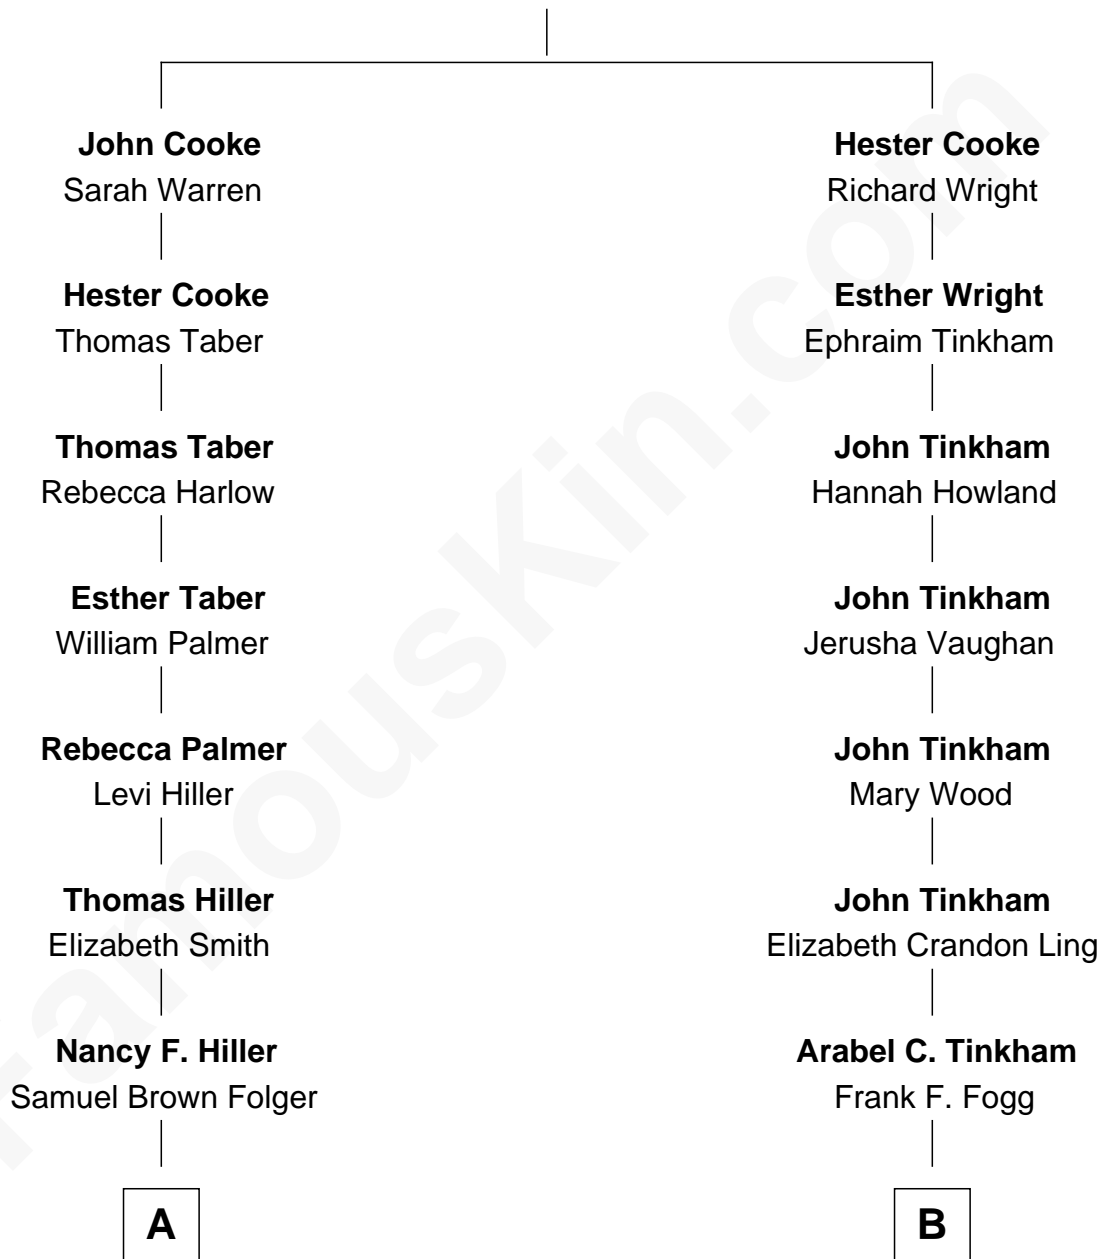 John Cooke
Sarah Warren
Hester Cooke
Thomas Taber
Thomas Taber
Rebecca Harlow
Esther Taber
William Palmer
Rebecca Palmer
Levi Hiller
Thomas Hiller
Elizabeth Smith
Nancy F. Hiller
Samuel Brown Folger
A
Hester Cooke
Richard Wright
Esther Wright
Ephraim Tinkham
John Tinkham
Hannah Howland
John Tinkham
Jerusha Vaughan
John Tinkham
Mary Wood
John Tinkham
Elizabeth Crandon Ling
Arabel C. Tinkham
Frank F. Fogg
B
FamousKin.com